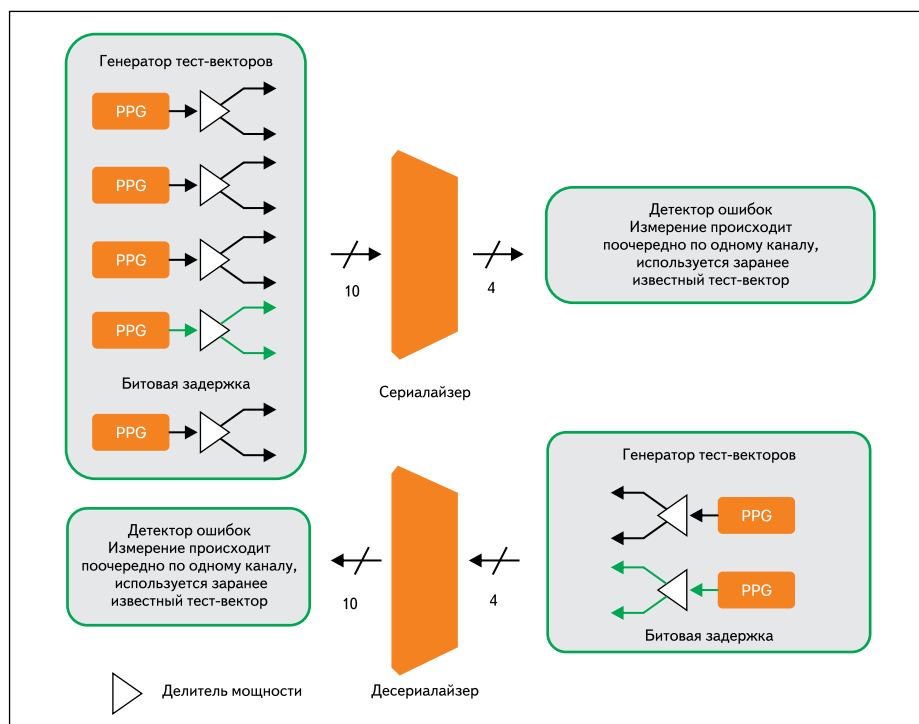 Генератор тест-векторов
PPG
PPG
PPG
PPG
Битовая задержка
PPG
10
Сериалайзер
4
Детектор ошибок
Измерение происходит
поочередно по одному каналу,
используется заранее
известный тест-вектор
Детектор ошибок
Измерение происходит
поочередно по одному каналу,
используется заранее
известный тест-вектор
10
Десериалайзер
4
Генератор тест-векторов
PPG
PPG
Битовая задержка
Делитель мощности